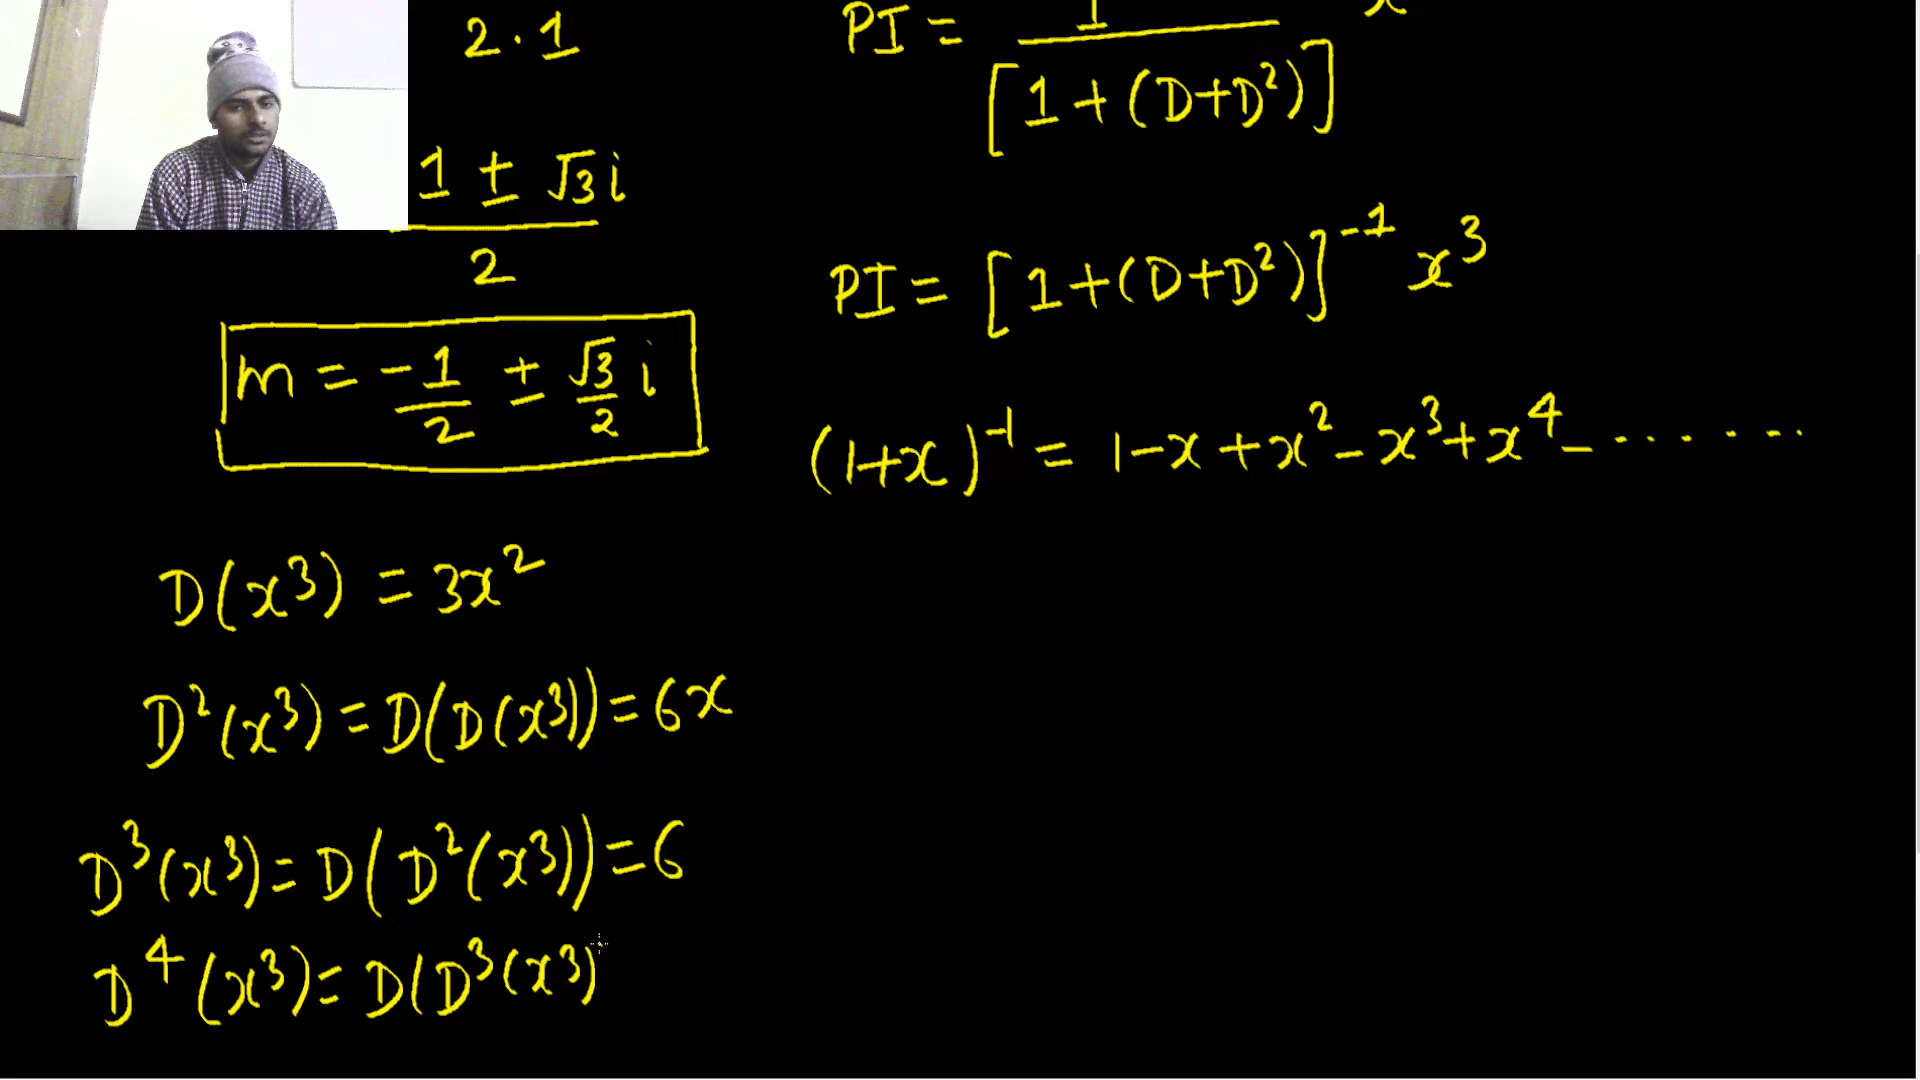 2 · 1
1 ± √3 i
2
m = -1/2 ± √3/2 i
D(x³) = 3x²
D²(x³) = D(D(x³)) = 6x
D³(x³) = D(D²(x³)) = 6
D⁴(x³) = D(D³(x³)
PI = 1/[1+(D+D²)] x
PI = [1+(D+D²)]⁻¹ x³
(1+x)⁻¹ = 1-x+x²-x³+x⁴-.......